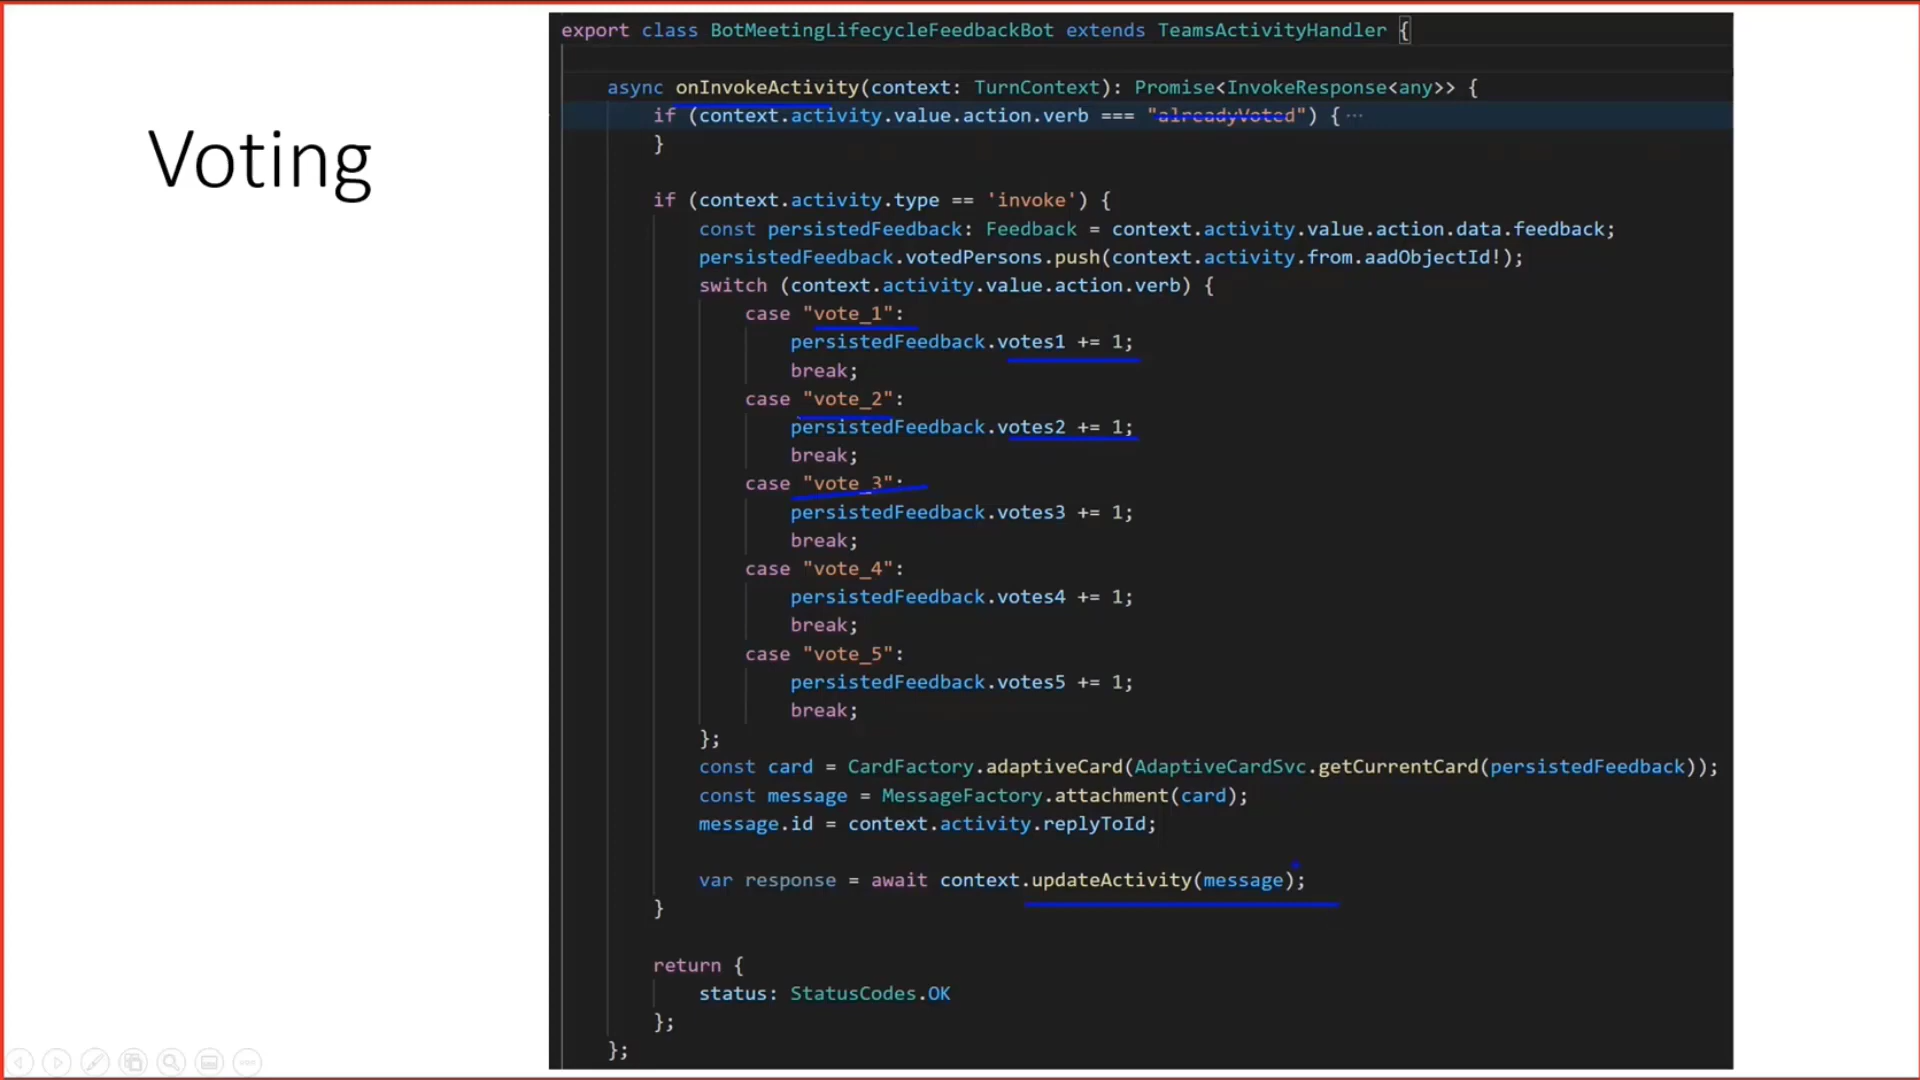 Voting
export class BotMeetingLifecycleFeedbackBot extends TeamsActivityHandler {
async onInvokeActivity(context: TurnContext): Promise<InvokeResponse<any>> {
if (context.activity.value.action.verb === "alreadyVoted") { ···
}
if (context.activity.type == 'invoke') {
const persistedFeedback: Feedback = context.activity.value.action.data.feedback;
persistedFeedback.votedPersons.push(context.activity.from.aadObjectId!);
switch (context.activity.value.action.verb) {
case "vote_1":
persistedFeedback.votes1 += 1;
break;
case "vote_2":
persistedFeedback.votes2 += 1;
break;
case "vote_3":
persistedFeedback.votes3 += 1;
break;
case "vote_4":
persistedFeedback.votes4 += 1;
break;
case "vote_5":
persistedFeedback.votes5 += 1;
break;
};
const card = CardFactory.adaptiveCard(AdaptiveCardSvc.getCurrentCard(persistedFeedback));
const message = MessageFactory.attachment(card);
message.id = context.activity.replyToId;
var response = await context.updateActivity(message);
}
return {
status: StatusCodes.OK
};
};